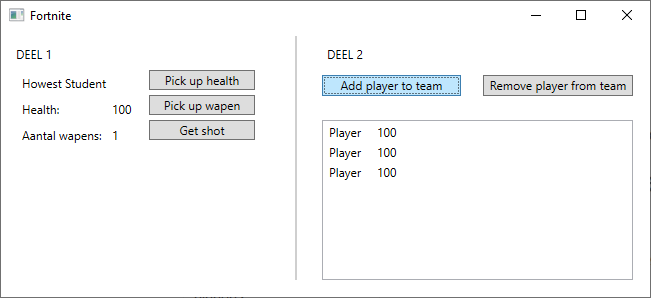 Fortnite
DEEL 1
Howest Student
Health: 100
Aantal wapens: 1
Pick up health
Pick up wapen
Get shot
DEEL 2
Add player to team
Remove player from team
Player 100
Player 100
Player 100